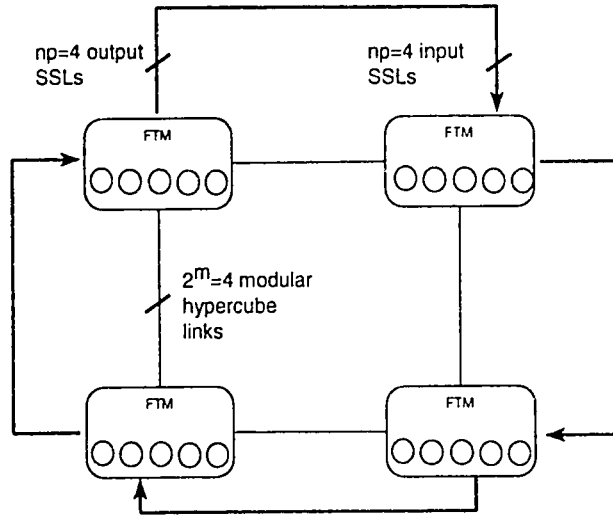 np=4 output
SSLs
np=4 input
SSLs
FTM
FTM
2^m=4 modular
hypercube
links
FTM
FTM